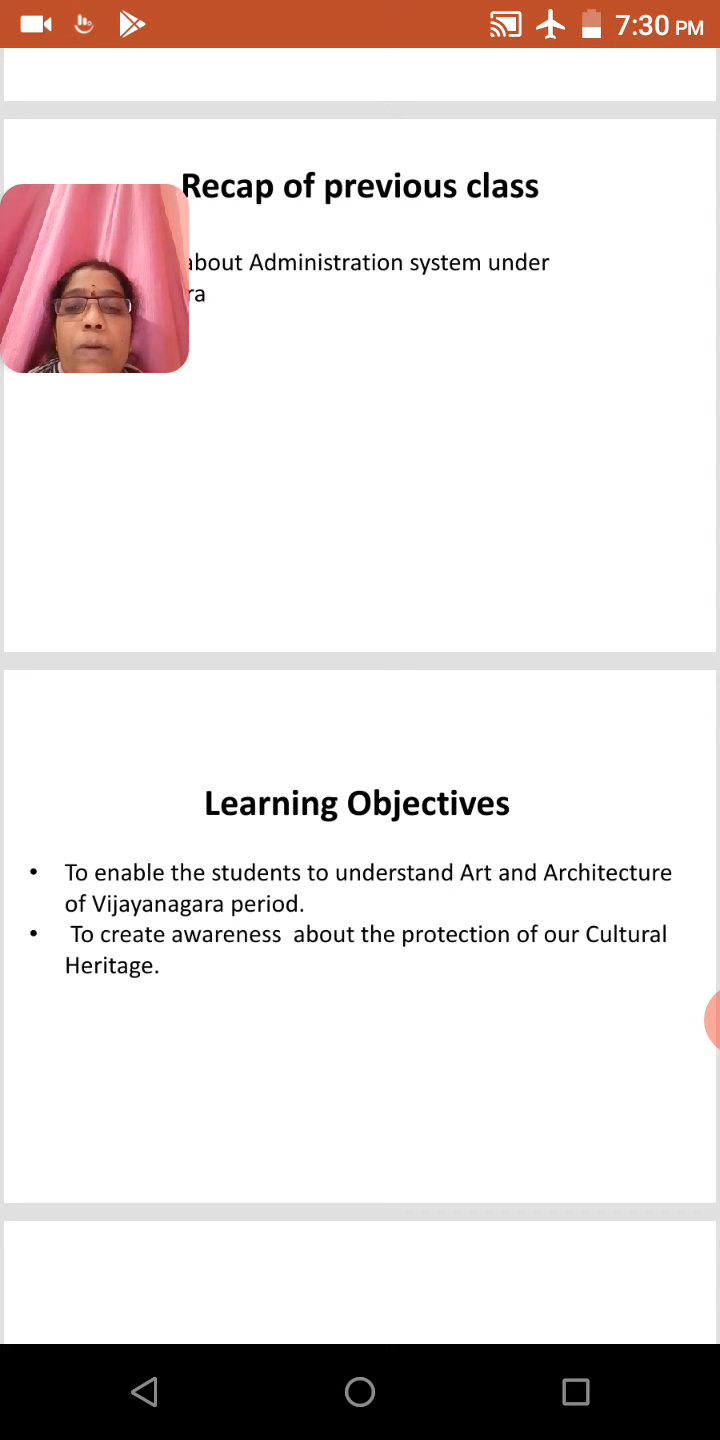 7:30 PM
Recap of previous class
about Administration system under
ra
Learning Objectives
• To enable the students to understand Art and Architecture
of Vijayanagara period.
• To create awareness about the protection of our Cultural
Heritage.